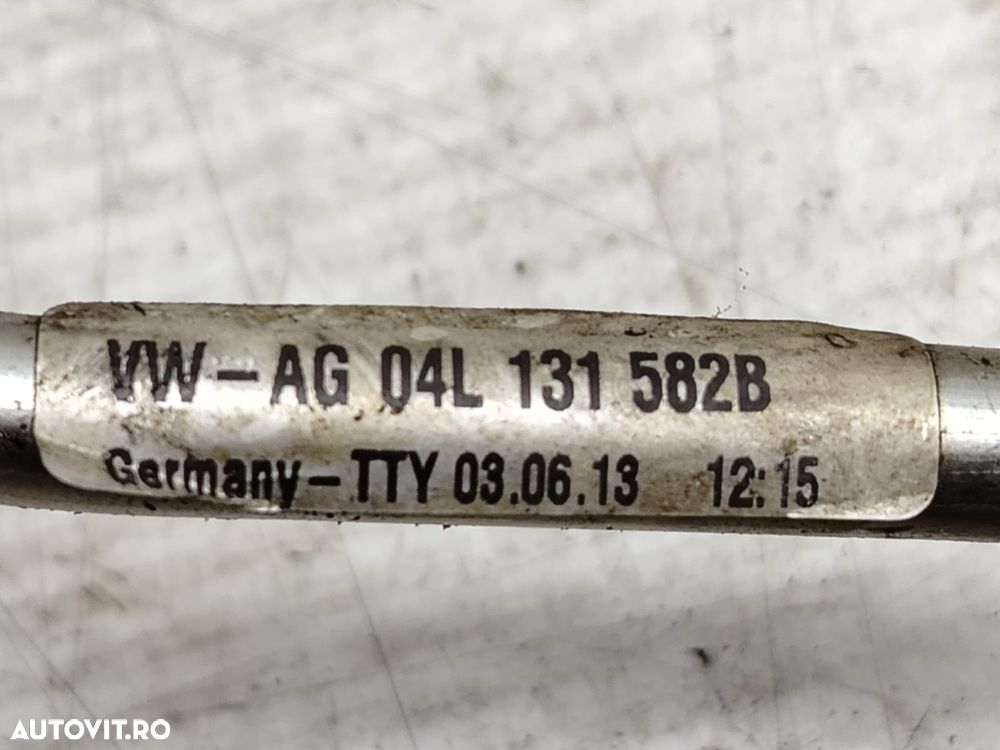 VW-AG 04L 131 582B
Germany-TTY 03.06.13 12:15
AUTOVIT.RO